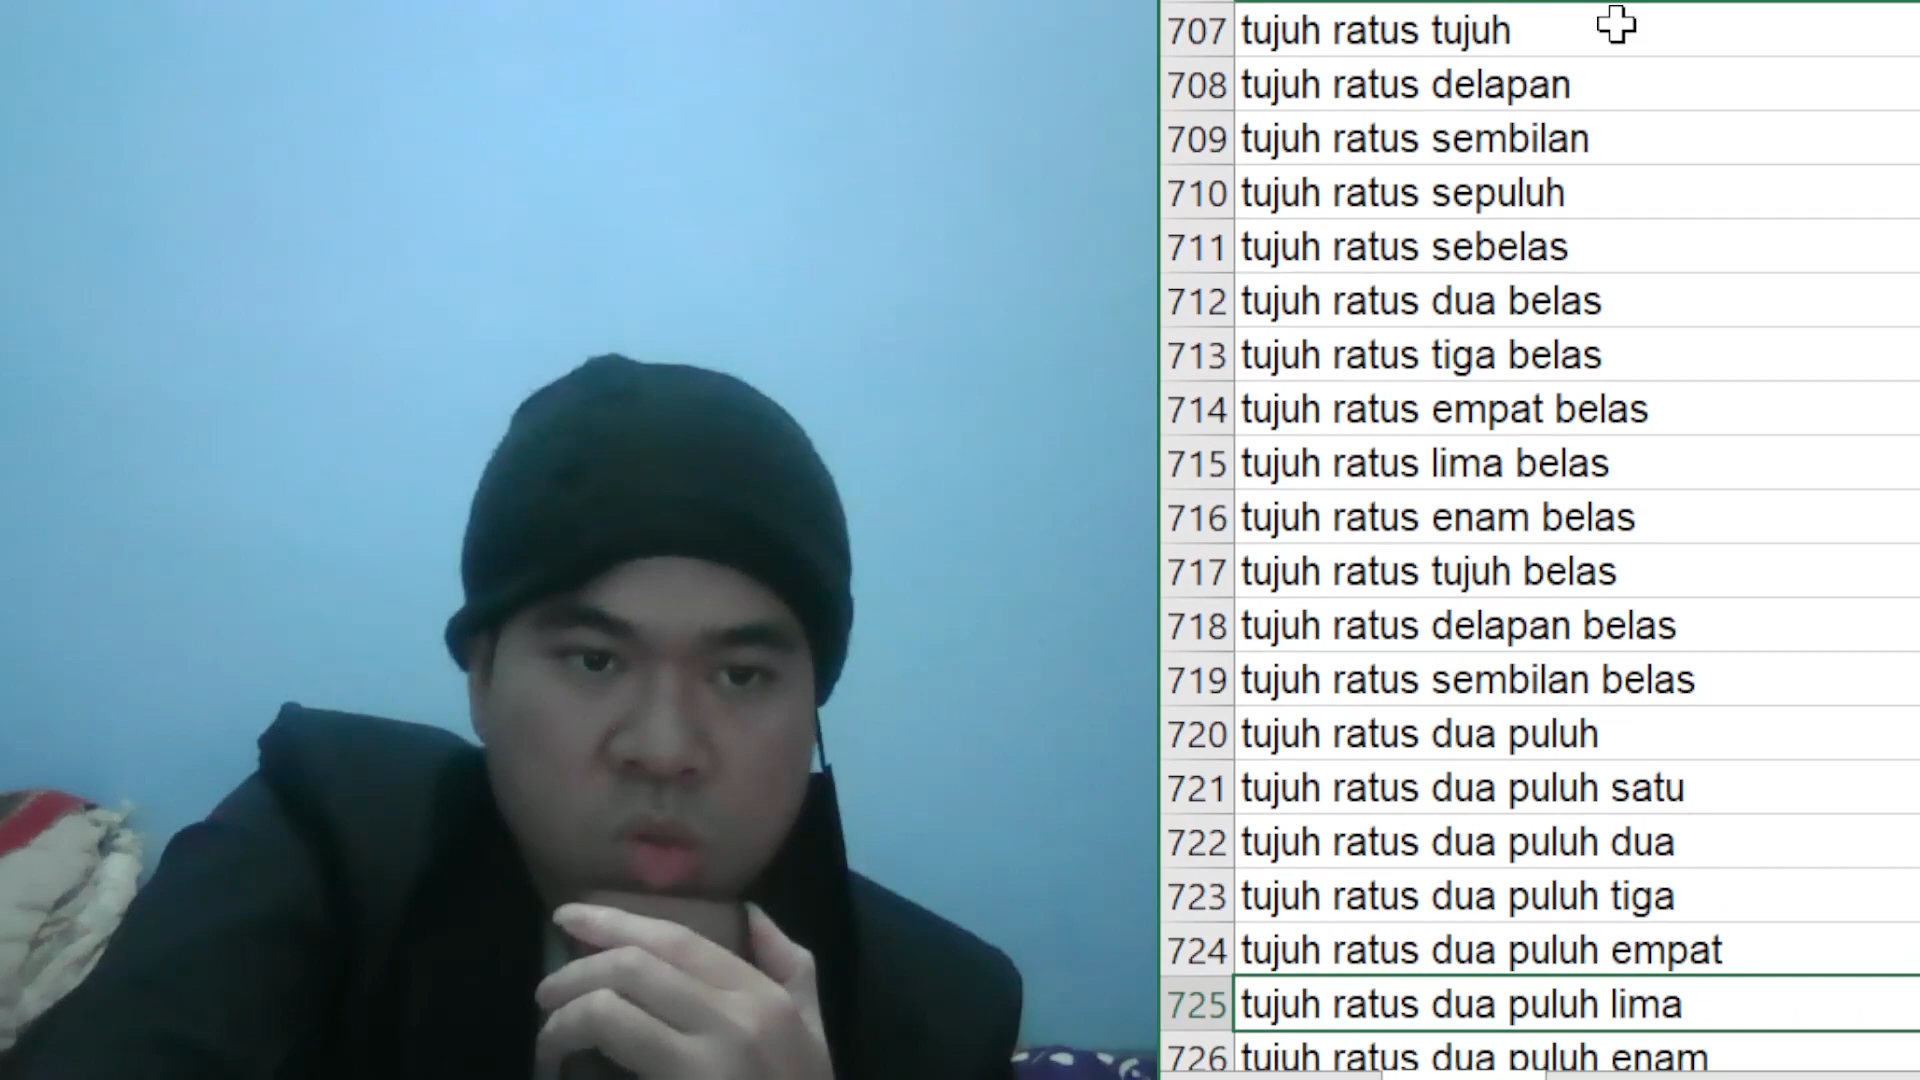 707 tujuh ratus tujuh
708 tujuh ratus delapan
709 tujuh ratus sembilan
710 tujuh ratus sepuluh
711 tujuh ratus sebelas
712 tujuh ratus dua belas
713 tujuh ratus tiga belas
714 tujuh ratus empat belas
715 tujuh ratus lima belas
716 tujuh ratus enam belas
717 tujuh ratus tujuh belas
718 tujuh ratus delapan belas
719 tujuh ratus sembilan belas
720 tujuh ratus dua puluh
721 tujuh ratus dua puluh satu
722 tujuh ratus dua puluh dua
723 tujuh ratus dua puluh tiga
724 tujuh ratus dua puluh empat
725 tujuh ratus dua puluh lima
726 tujuh ratus dua puluh enam